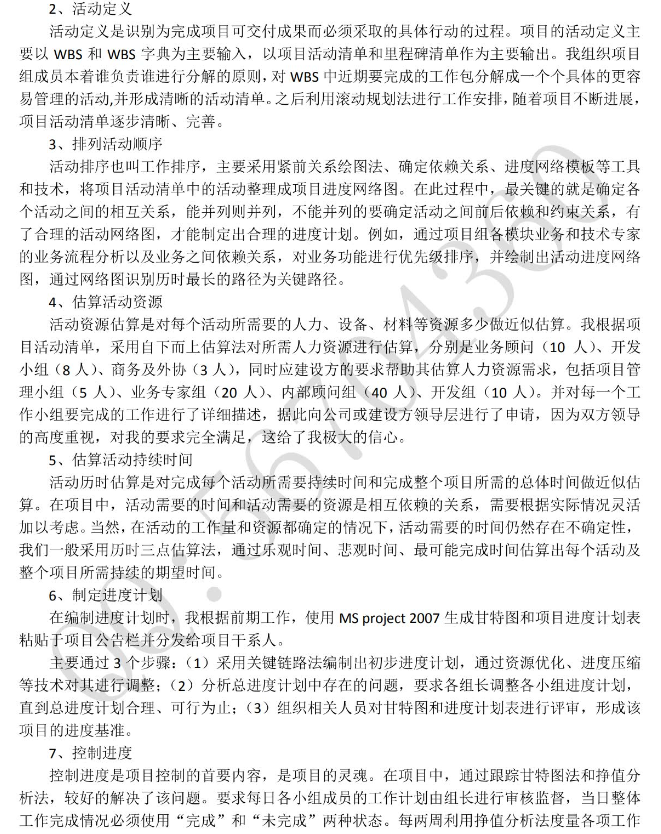 2、活动定义
活动定义是识别为完成项目可交付成果而必须采取的具体行动的过程。项目的活动定义主
要以 WBS 和 WBS 字典为主要输入，以项目活动清单和里程碑清单作为主要输出。我组织项目
组成员本着谁负责谁进行分解的原则，对 WBS 中近期要完成的工作包分解成一个个具体的更容
易管理的活动,并形成清晰的活动清单。之后利用滚动规划法进行工作安排，随着项目不断进展，
项目活动清单逐步清晰、完善。
3、排列活动顺序
活动排序也叫工作排序，主要采用紧前关系绘图法、确定依赖关系、进度网络模板等工具
和技术，将项目活动清单中的活动整理成项目进度网络图。在此过程中，最关键的就是确定各
个活动之间的相互关系，能并列则并列，不能并列的要确定活动之间前后依赖和约束关系，有
了合理的活动网络图，才能制定出合理的进度计划。例如，通过项目组各模块业务和技术专家
的业务流程分析以及业务之间依赖关系，对业务功能进行优先级排序，并绘制出活动进度网络
图，通过网络图识别历时最长的路径为关键路径。
4、估算活动资源
活动资源估算是对每个活动所需要的人力、设备、材料等资源多少做近似估算。我根据项
目活动清单，采用自下而上估算法对所需人力资源进行估算，分别是业务顾问（10 人）、开发
小组（8 人）、商务及外协（3 人），同时应建设方的要求帮助其估算人力资源需求，包括项目管
理小组（5 人）、业务专家组（20 人）、内部顾问组（40 人）、开发组（10 人）。并对每一个工
作小组要完成的工作进行了详细描述，据此向公司或建设方领导层进行了申请，因为双方领导
的高度重视，对我的要求完全满足，这给了我极大的信心。
5、估算活动持续时间
活动历时估算是对完成每个活动所需要持续时间和完成整个项目所需的总体时间做近似估
算。在项目中，活动需要的时间和活动需要的资源是相互依赖的关系，需要根据实际情况灵活
加以考虑。当然，在活动的工作量和资源都确定的情况下，活动需要的时间仍然存在不确定性，
我们一般采用历时三点估算法，通过乐观时间、悲观时间、最可能完成时间估算出每个活动及
整个项目所需持续的期望时间。
6、制定进度计划
在编制进度计划时，我根据前期工作，使用 MS project 2007 生成甘特图和项目进度计划表
粘贴于项目公告栏并分发给项目干系人。
主要通过 3 个步骤：（1）采用关键链路法编制出初步进度计划，通过资源优化、进度压缩
等技术对其进行调整；（2）分析总进度计划中存在的问题，要求各组长调整各小组进度计划，
直到总进度计划合理、可行为止；（3）组织相关人员对甘特图和进度计划表进行评审，形成该
项目的进度基准。
7、控制进度
控制进度是项目控制的首要内容，是项目的灵魂。在项目中，通过跟踪甘特图法和挣值分
析法，较好的解决了该问题。要求每日各小组成员的工作计划由组长进行审核监督，当日整体
工作完成情况必须使用“完成”和“未完成”两种状态。每两周利用挣值分析法度量各项工作